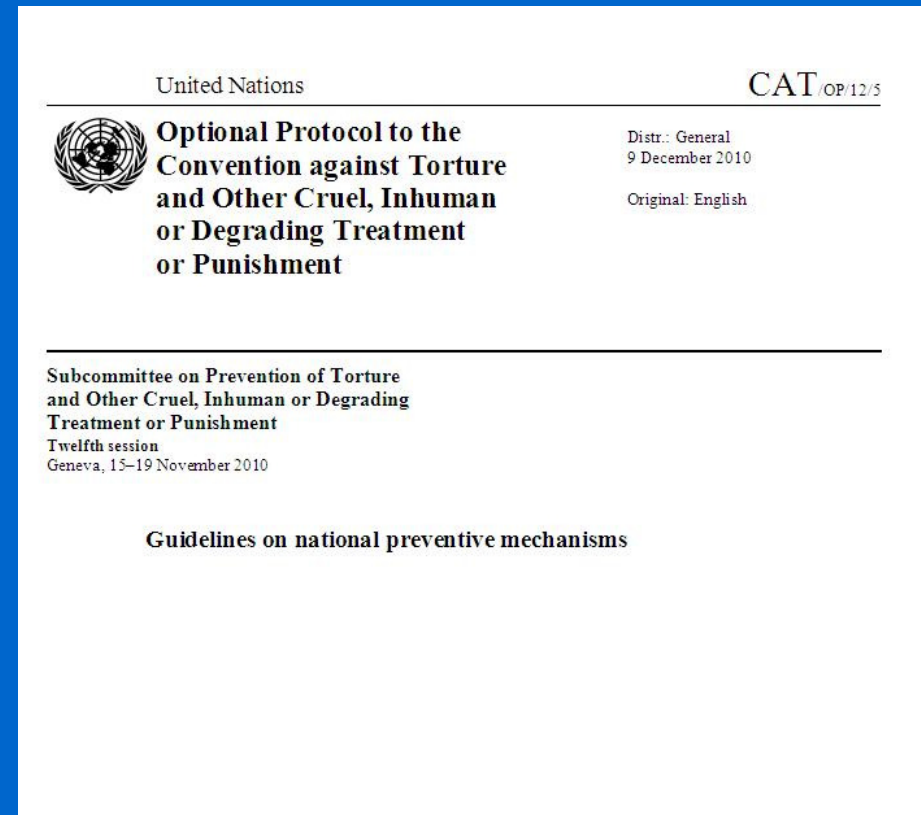 United Nations
CAT/OP/12/5
Optional Protocol to the
Convention against Torture
and Other Cruel, Inhuman
or Degrading Treatment
or Punishment
Distr.: General
9 December 2010
Original: English
Subcommittee on Prevention of Torture
and Other Cruel, Inhuman or Degrading
Treatment or Punishment
Twelfth session
Geneva, 15–19 November 2010
Guidelines on national preventive mechanisms